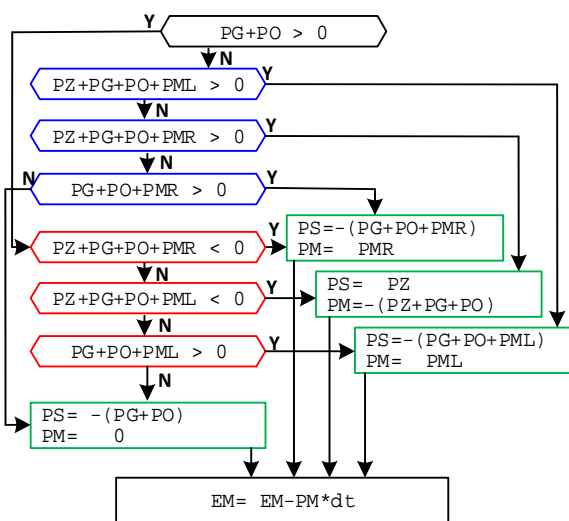 Y
PG+PO > 0
N
PZ+PG+PO+PML > 0
Y
N
PZ+PG+PO+PMR > 0
Y
N
N
PG+PO+PMR > 0
Y
PS=-(PG+PO+PMR)
PM= PMR
PZ+PG+PO+PMR < 0
Y
N
PS= PZ
PM=-(PZ+PG+PO)
PZ+PG+PO+PML < 0
Y
N
PS=-(PG+PO+PML)
PM= PML
PG+PO+PML > 0
Y
N
PS= -(PG+PO)
PM= 0
EM= EM-PM*dt